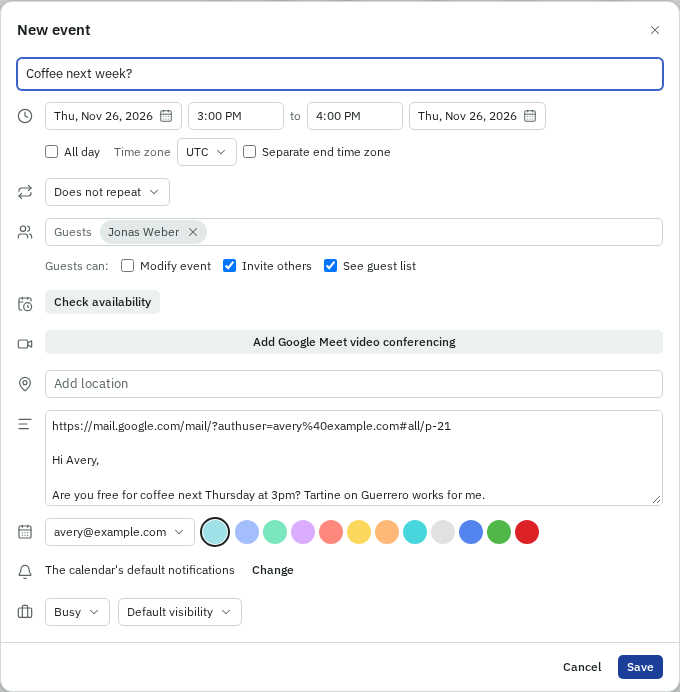 New event
Coffee next week?
Thu, Nov 26, 2026 3:00 PM to 4:00 PM Thu, Nov 26, 2026
All day Time zone UTC Separate end time zone
Does not repeat
Guests Jonas Weber
Guests can: Modify event Invite others See guest list
Check availability
Add Google Meet video conferencing
Add location
https://mail.google.com/mail/?authuser=avery%40example.com#all/p-21
Hi Avery,
Are you free for coffee next Thursday at 3pm? Tartine on Guerrero works for me.
avery@example.com
The calendar's default notifications Change
Busy Default visibility
Cancel Save